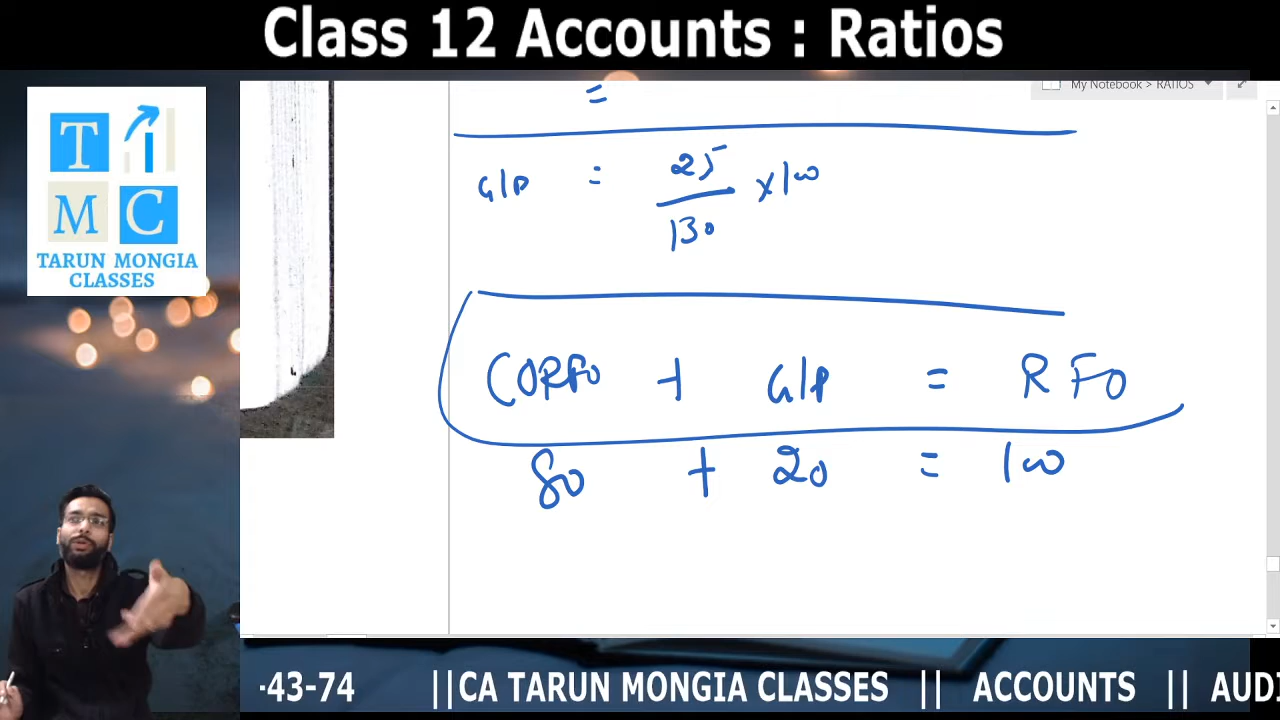 Class 12 Accounts : Ratios
My Notebook > RATIOS
T
M C
TARUN MONGIA
CLASSES
=
G/P = 25/130 x100
CORFO + G/P = RFO
80 + 20 = 100
-43-74 ||CA TARUN MONGIA CLASSES || ACCOUNTS || AUDI